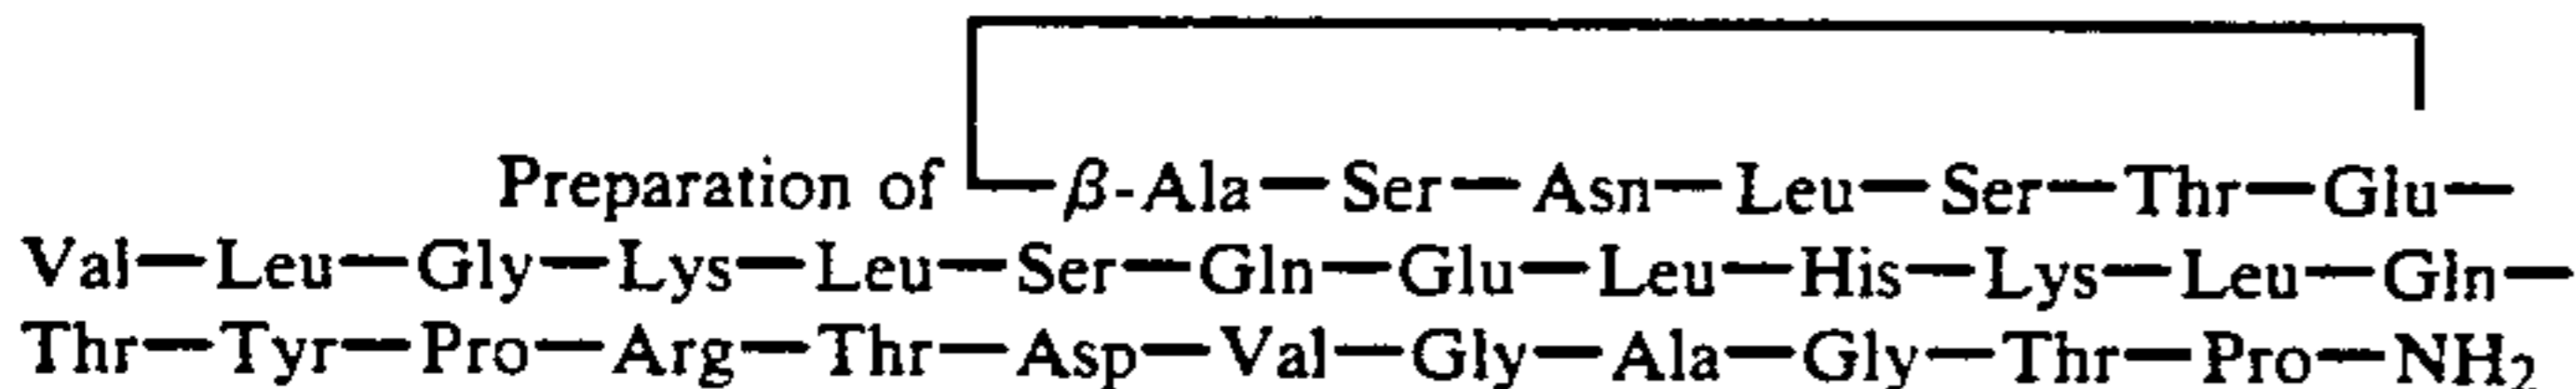 Preparation of β-Ala—Ser—Asn—Leu—Ser—Thr—Glu—
Val—Leu—Gly—Lys—Leu—Ser—Gln—Glu—Leu—His—Lys—Leu—Gln—
Thr—Tyr—Pro—Arg—Thr—Asp—Val—Gly—Ala—Gly—Thr—Pro—NH₂